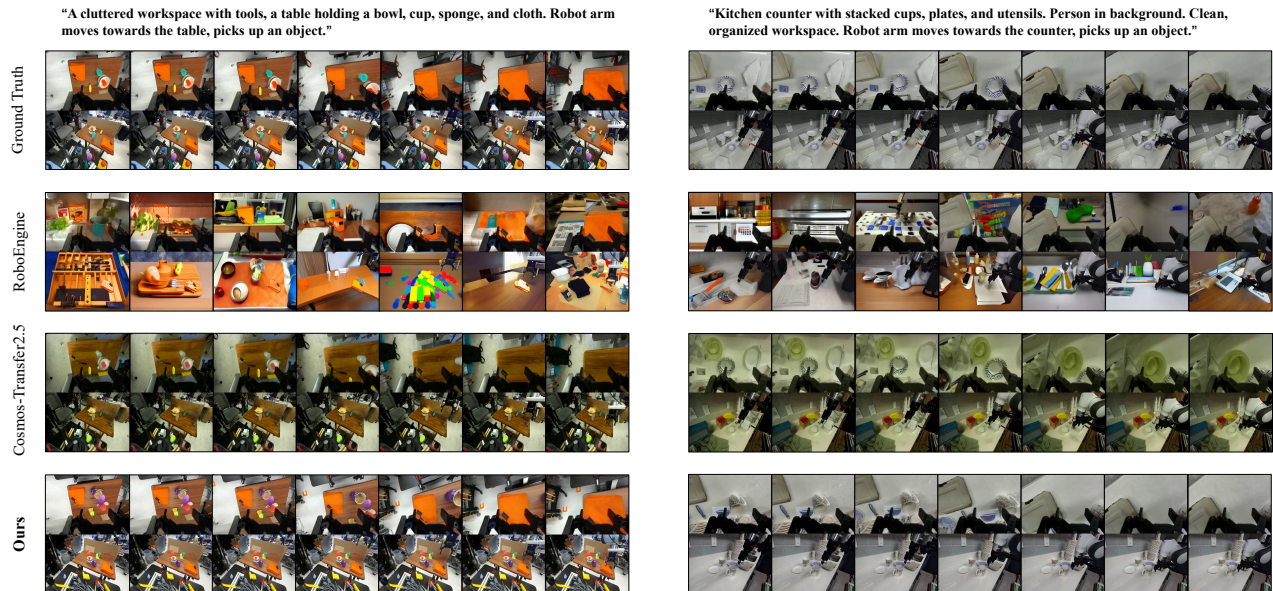 “A cluttered workspace with tools, a table holding a bowl, cup, sponge, and cloth. Robot arm
moves towards the table, picks up an object.”
“Kitchen counter with stacked cups, plates, and utensils. Person in background. Clean,
organized workspace. Robot arm moves towards the counter, picks up an object.”
Ground Truth
RoboEngine
Cosmos-Transfer2.5
Ours